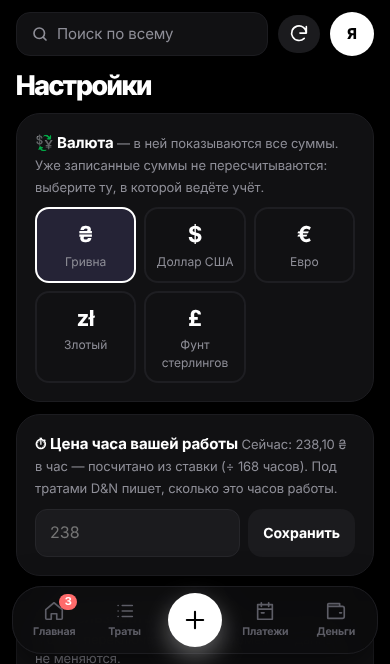 Поиск по всему
Я
Настройки
💱 Валюта — в ней показываются все суммы.
Уже записанные суммы не пересчитываются:
выберите ту, в которой ведёте учёт.
₴
Гривна
$
Доллар США
€
Евро
zł
Злотый
£
Фунт
стерлингов
⏱ Цена часа вашей работы Сейчас: 238,10 ₴
в час — посчитано из ставки (÷ 168 часов). Под
тратами D&N пишет, сколько это часов работы.
238
Сохранить
3
Главная
Траты
+
Платежи
Деньги
не меняются.